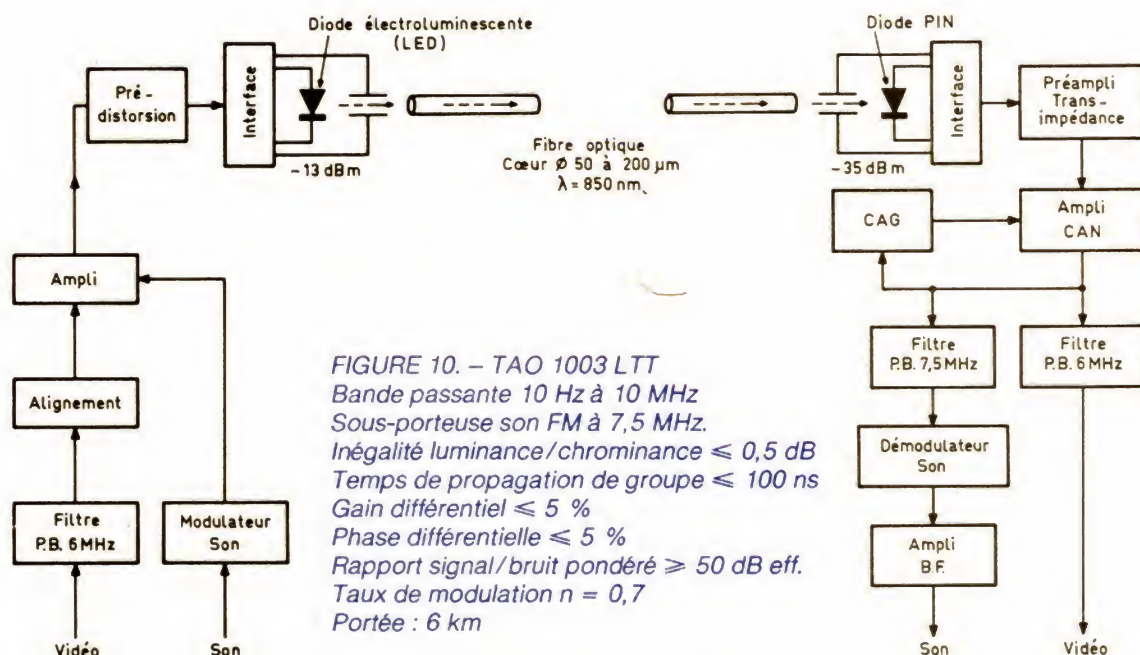 Diode électroluminescente
(LED)
Diode PIN
Pré-
distorsion
Interface
-13 dBm
Fibre optique
Cœur Ø 50 à 200 µm
λ = 850 nm
-35 dBm
Interface
Préampli
Trans-
impédance
CAG
Ampli
CAN
Ampli
Alignement
Filtre
P.B. 6 MHz
Modulateur
Son
Vidéo
Son
FIGURE 10. – TAO 1003 LTT
Bande passante 10 Hz à 10 MHz
Sous-porteuse son FM à 7,5 MHz.
Inégalité luminance/chrominance ≤ 0,5 dB
Temps de propagation de groupe ≤ 100 ns
Gain différentiel ≤ 5 %
Phase différentielle ≤ 5 %
Rapport signal/bruit pondéré ≥ 50 dB eff.
Taux de modulation n = 0,7
Portée : 6 km
Filtre
P.B. 7,5 MHz
Filtre
P.B. 6 MHz
Démodulateur
Son
Ampli
B.F.
Son
Vidéo